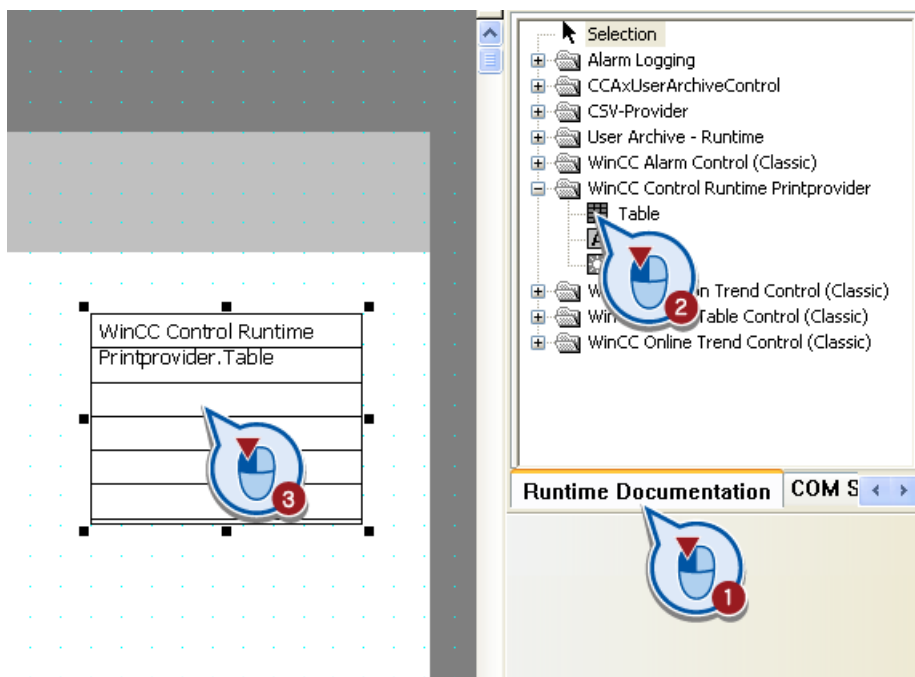 Selection
Alarm Logging
CCAxUserArchiveControl
CSV-Provider
User Archive - Runtime
WinCC Alarm Control (Classic)
WinCC Control Runtime Printprovider
Table
2
n Trend Control (Classic)
Table Control (Classic)
WinCC Online Trend Control (Classic)
WinCC Control Runtime
Printprovider.Table
3
Runtime Documentation
COM S
1